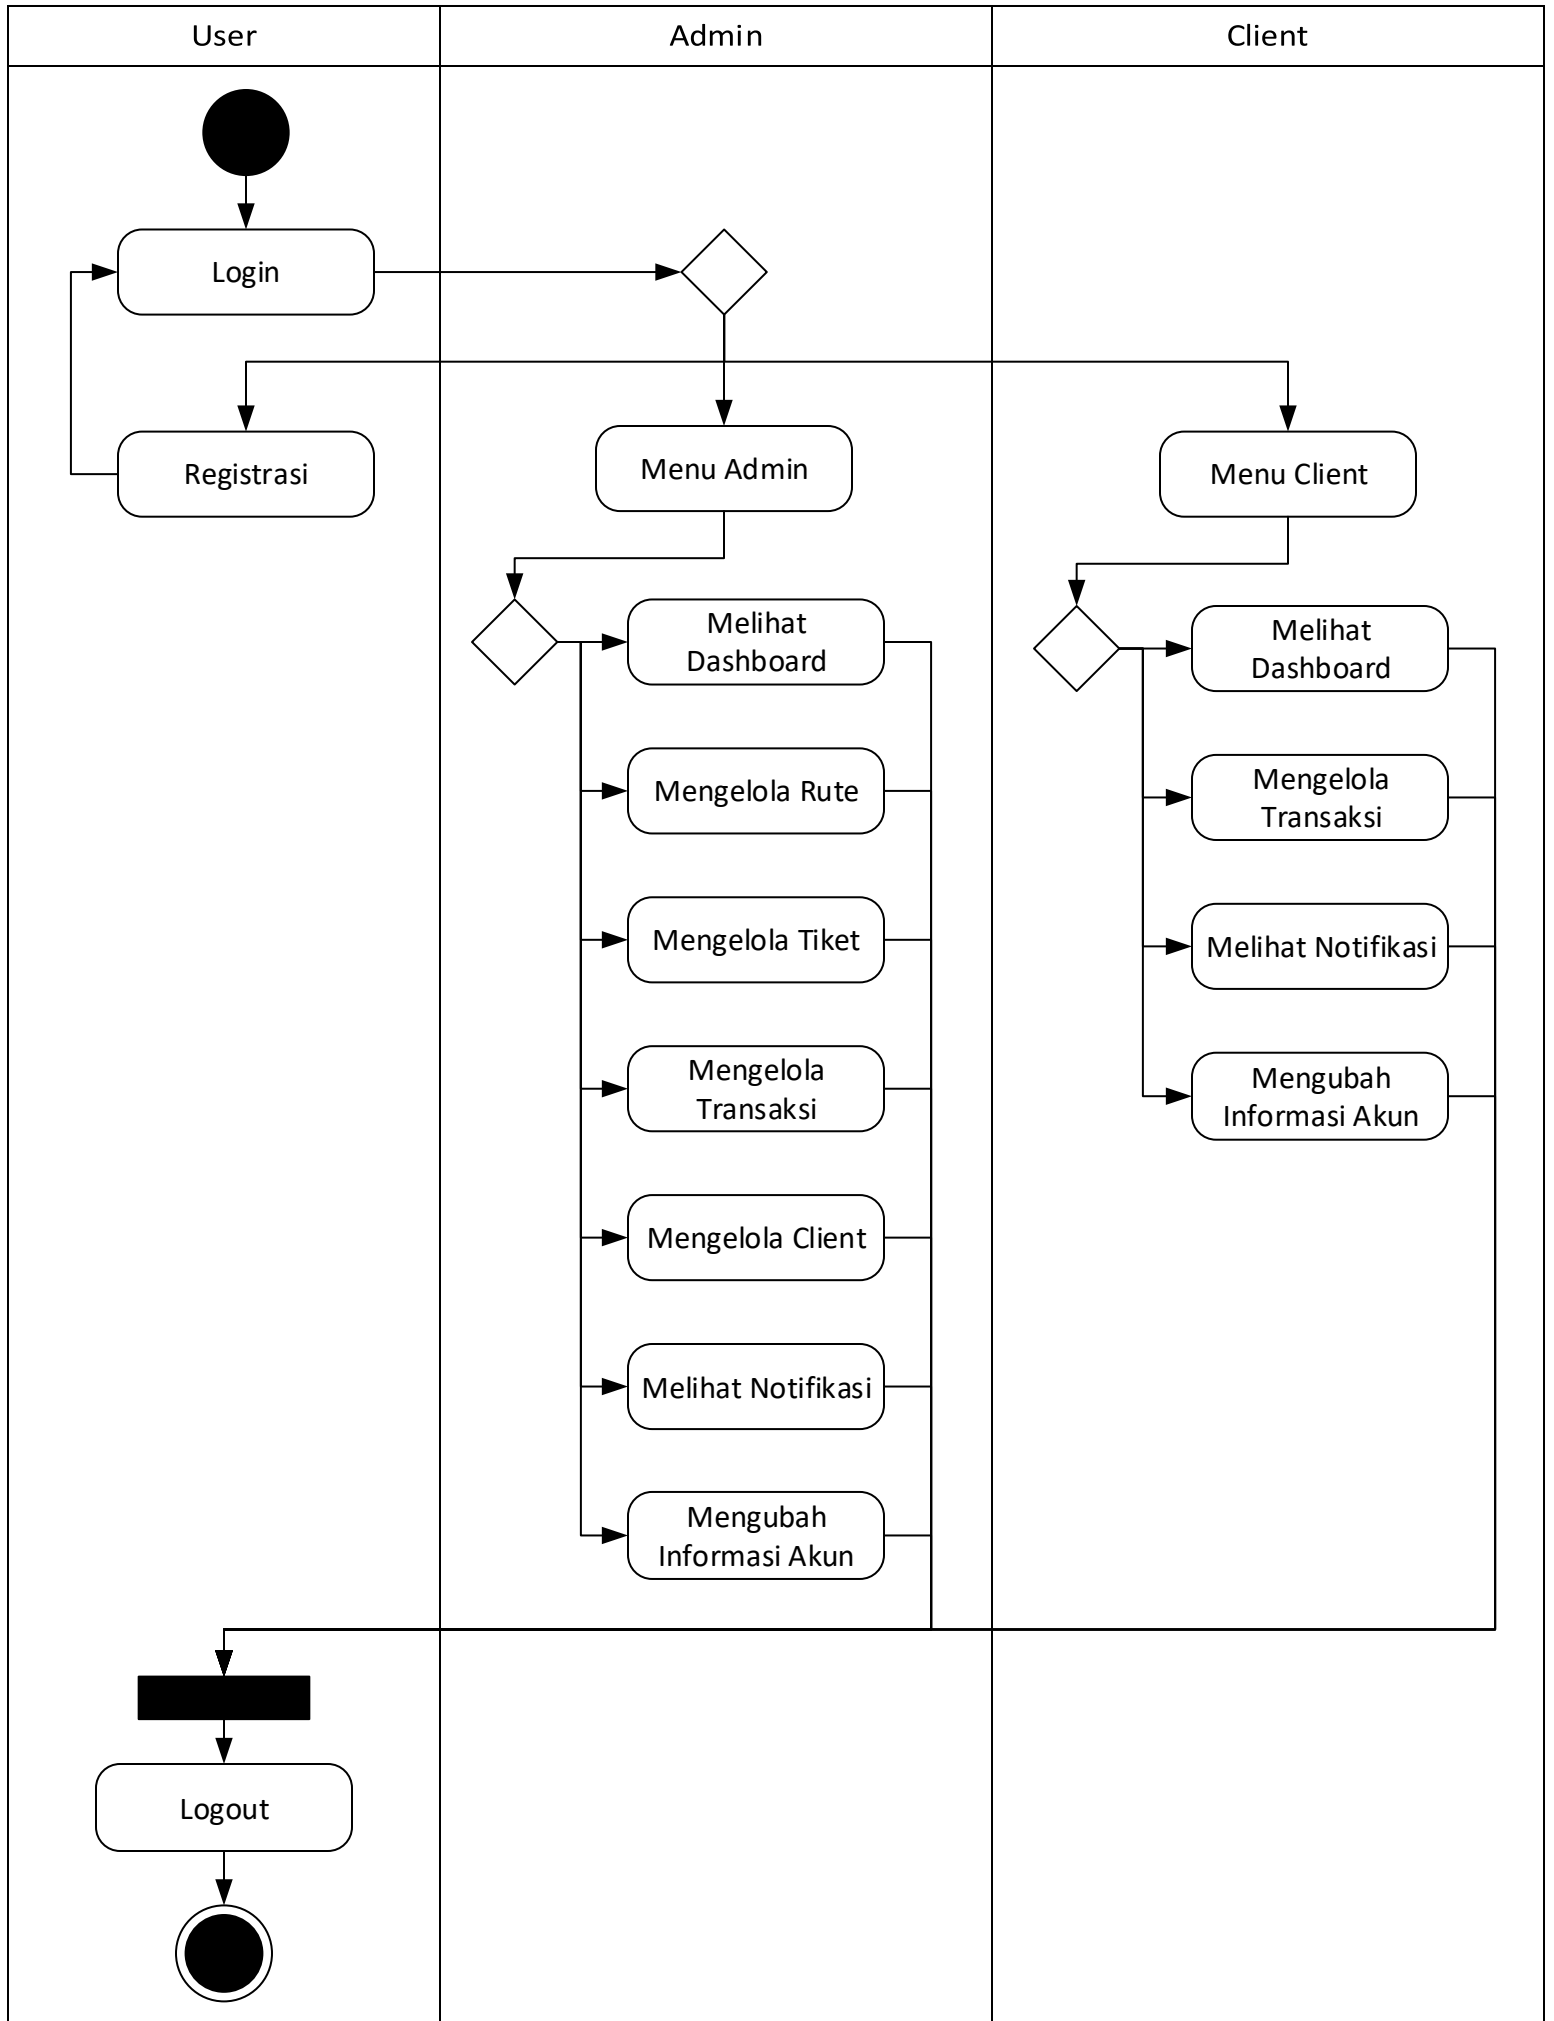 User
Admin
Client
Login
Registrasi
Menu Admin
Menu Client
Melihat
Dashboard
Mengelola Rute
Mengelola Tiket
Mengelola
Transaksi
Mengelola Client
Melihat Notifikasi
Mengubah
Informasi Akun
Melihat
Dashboard
Mengelola
Transaksi
Melihat Notifikasi
Mengubah
Informasi Akun
Logout